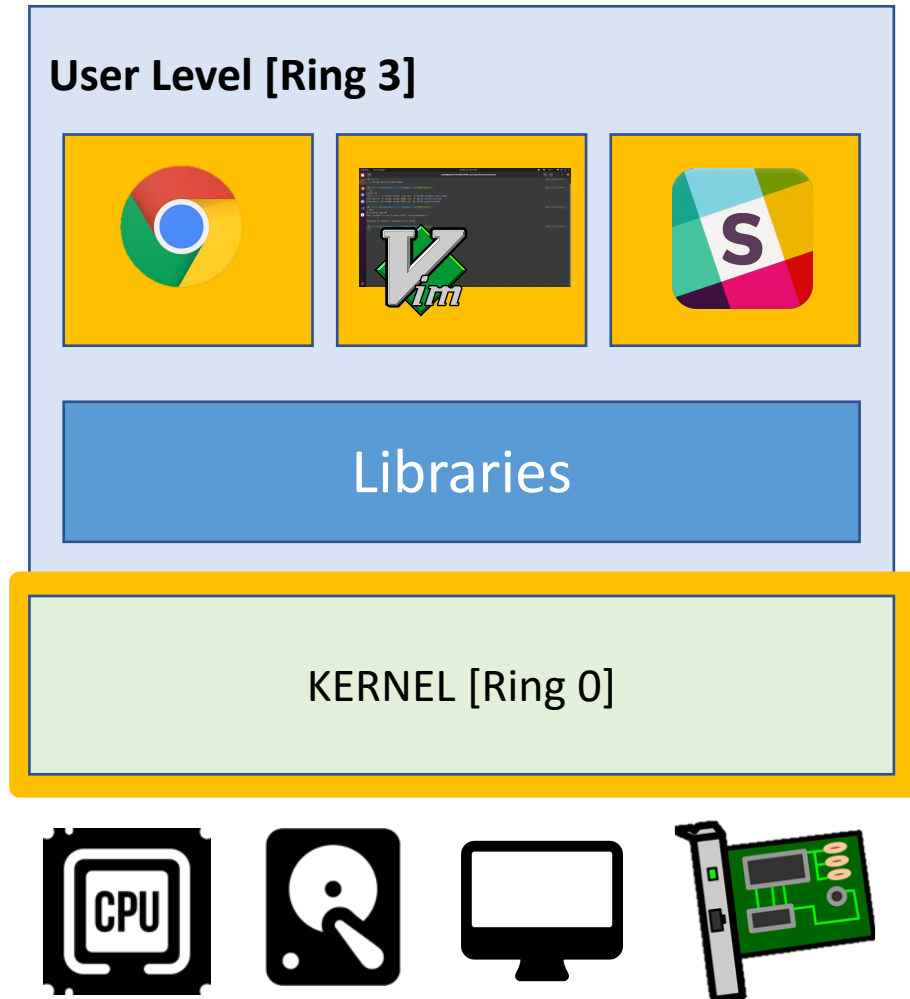 User Level [Ring 3]
Vim
S
Libraries
KERNEL [Ring 0]
CPU